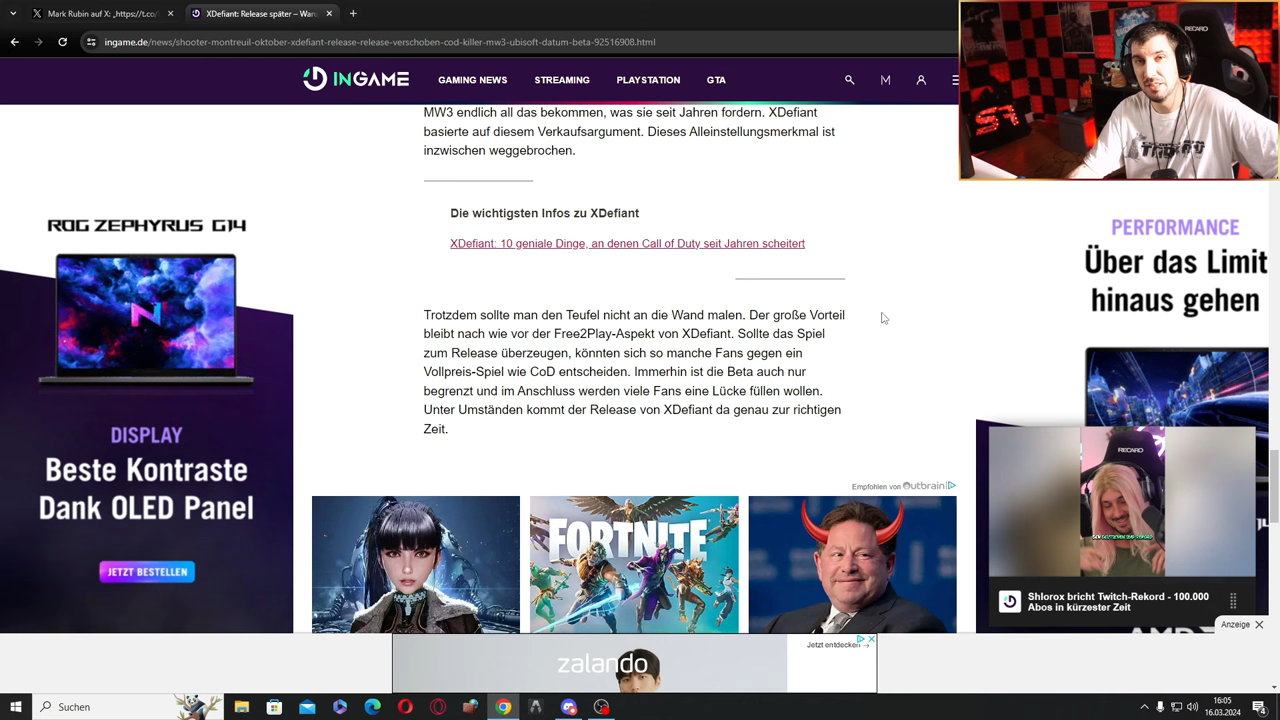 Mark Rubin auf X: „https://t.co/
XDefiant: Release später – Waru
ingame.de/news/shooter-montreuil-oktober-xdefiant-release-release-verschoben-cod-killer-mw3-ubisoft-datum-beta-92516908.html
INGAME
GAMING NEWS STREAMING PLAYSTATION GTA
M
RECARO
MW3 endlich all das bekommen, was sie seit Jahren fordern. XDefiant
basierte auf diesem Verkaufsargument. Dieses Alleinstellungsmerkmal ist
inzwischen weggebrochen.
Die wichtigsten Infos zu XDefiant
XDefiant: 10 geniale Dinge, an denen Call of Duty seit Jahren scheitert
Trotzdem sollte man den Teufel nicht an die Wand malen. Der große Vorteil
bleibt nach wie vor der Free2Play-Aspekt von XDefiant. Sollte das Spiel
zum Release überzeugen, könnten sich so manche Fans gegen ein
Vollpreis-Spiel wie CoD entscheiden. Immerhin ist die Beta auch nur
begrenzt und im Anschluss werden viele Fans eine Lücke füllen wollen.
Unter Umständen kommt der Release von XDefiant da genau zur richtigen
Zeit.
Empfohlen von Outbrain
FORTNITE
ROG ZEPHYRUS G14
DISPLAY
Beste Kontraste
Dank OLED Panel
JETZT BESTELLEN
PERFORMANCE
Über das Limit
hinaus gehen
RECARO
Shlorox bricht Twitch-Rekord - 100.000
Abos in kürzester Zeit
AMD
Anzeige
Jetzt entdecken
zalando
Suchen
16:05
16.03.2024
4